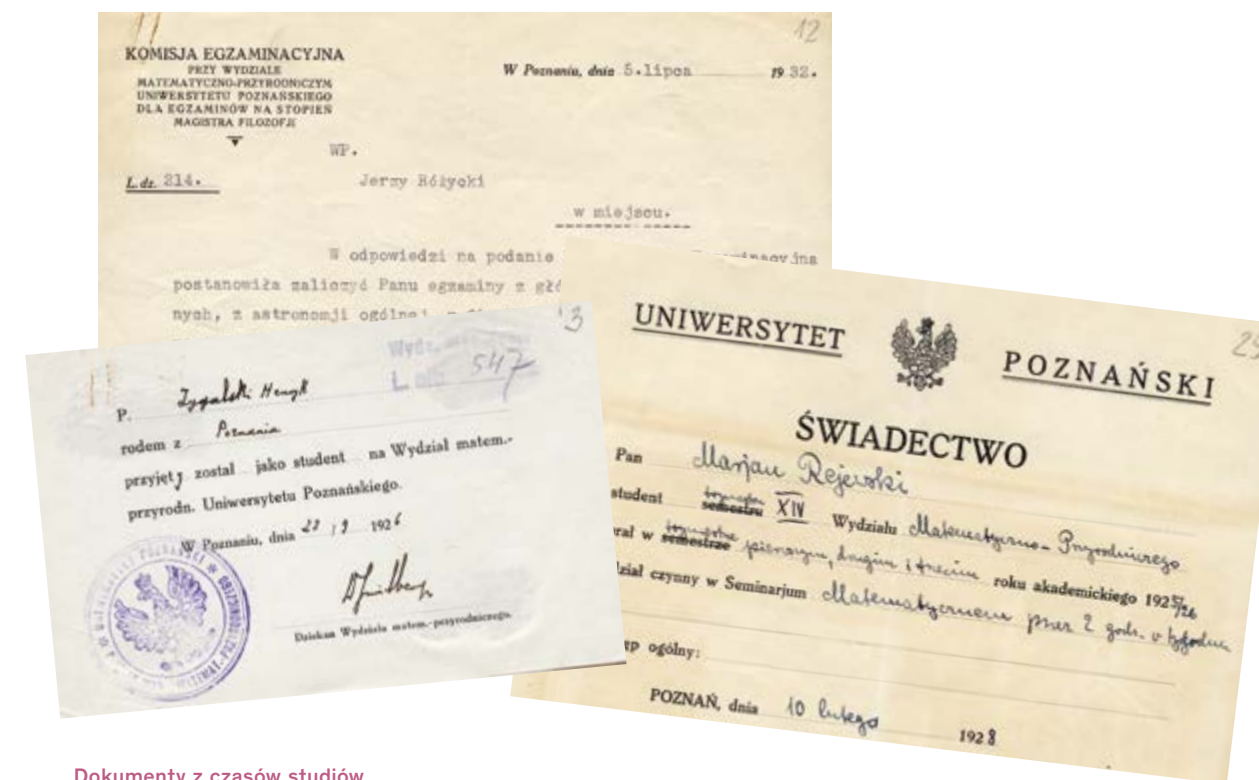 12
KOMISJA EGZAMINACYJNA
PRZY WYDZIALE
MATEMATYCZNO-PRZYRODNICZYM
UNIWERSYTETU POZNAŃSKIEGO
DLA EGZAMINÓW NA STOPIEŃ
MAGISTRA FILOZOFJI
W Poznaniu, dnia 5.lipca 1932.
WP.
L. dz. 214.
Jerzy Różycki
w miejscu.
W odpowiedzi na podanie
postanowiła zaliczyć Panu egzaminy z
nych, z astronomji ogólnej,
3
547
P. Zygalski Henryk
rodem z Poznania
przyjęty został jako student na Wydział matem.-
przyrodn. Uniwersytetu Poznańskiego.
W Poznaniu, dnia 1926
Dziekan Wydziału matem.-przyrodniczego.
UNIWERSYTET POZNAŃSKI
ŚWIADECTWO
Pan Marjan Rejewski
student semestru XIV Wydziału Matematyczno-Przyrodniczego
w semestrze pierwszym, drugim i trzecim roku akademickiego 1925/26
czynny w Seminarjum Matematycznem przez 2 godz. v tygodniu
ogólny:
POZNAŃ, dnia 10 lutego 1928
Dokumenty z czasów studiów